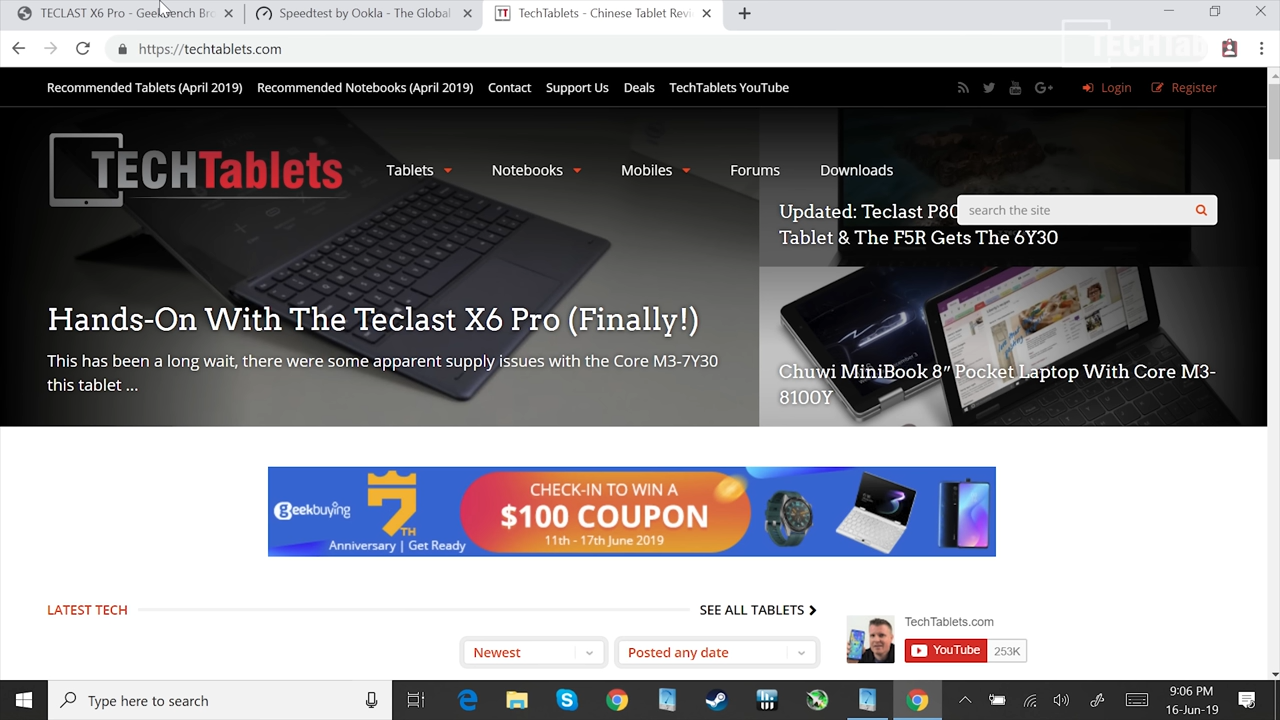 TECLAST X6 Pro - Geekbench Bro
Speedtest by Ookla - The Global
TT
TechTablets - Chinese Tablet Revi
https://techtablets.com
TECHTab
Recommended Tablets (April 2019)
Recommended Notebooks (April 2019)
Contact
Support Us
Deals
TechTablets YouTube
Login
Register
TECHTablets
Tablets
Notebooks
Mobiles
Forums
Downloads
search the site
Updated: Teclast P80
Tablet & The F5R Gets The 6Y30
Hands-On With The Teclast X6 Pro (Finally!)
This has been a long wait, there were some apparent supply issues with the Core M3-7Y30
this tablet ...
Chuwi MiniBook 8″ Pocket Laptop With Core M3-
8100Y
geekbuying
7TH
Anniversary | Get Ready
CHECK-IN TO WIN A
$100 COUPON
11th - 17th June 2019
LATEST TECH
SEE ALL TABLETS
Newest
Posted any date
TechTablets.com
YouTube
253K
Type here to search
9:06 PM
16-Jun-19